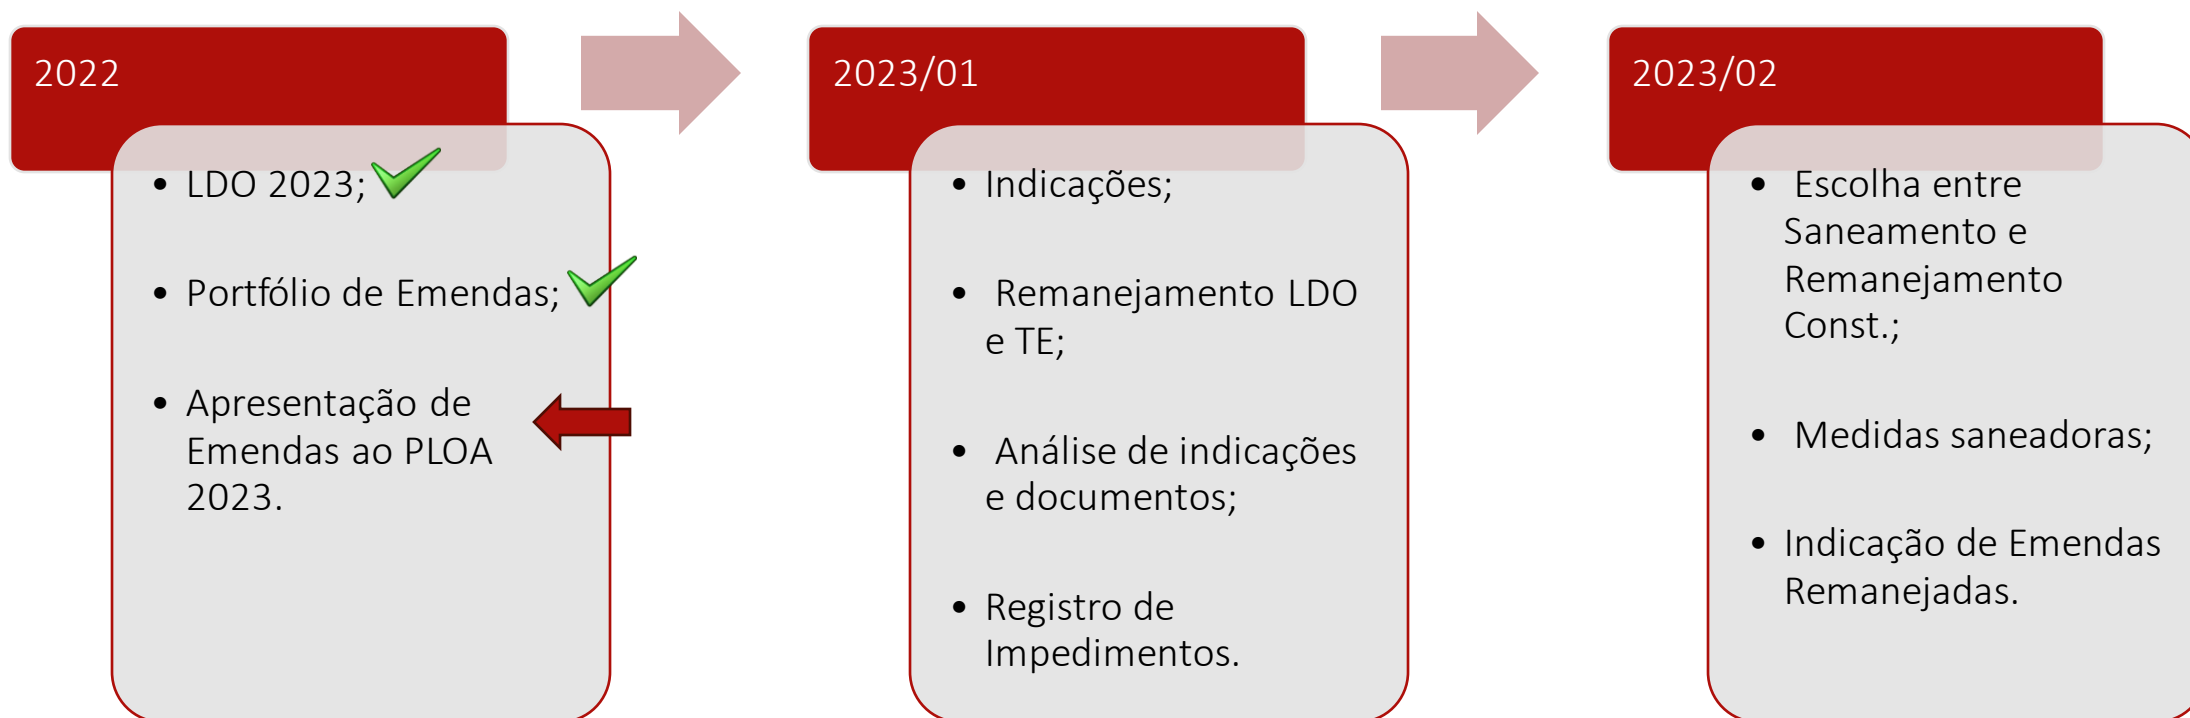 2022
• LDO 2023;
• Portfólio de Emendas;
• Apresentação de
Emendas ao PLOA
2023.
2023/01
• Indicações;
• Remanejamento LDO
e TE;
• Análise de indicações
e documentos;
• Registro de
Impedimentos.
2023/02
• Escolha entre
Saneamento e
Remanejamento
Const.;
• Medidas saneadoras;
• Indicação de Emendas
Remanejadas.